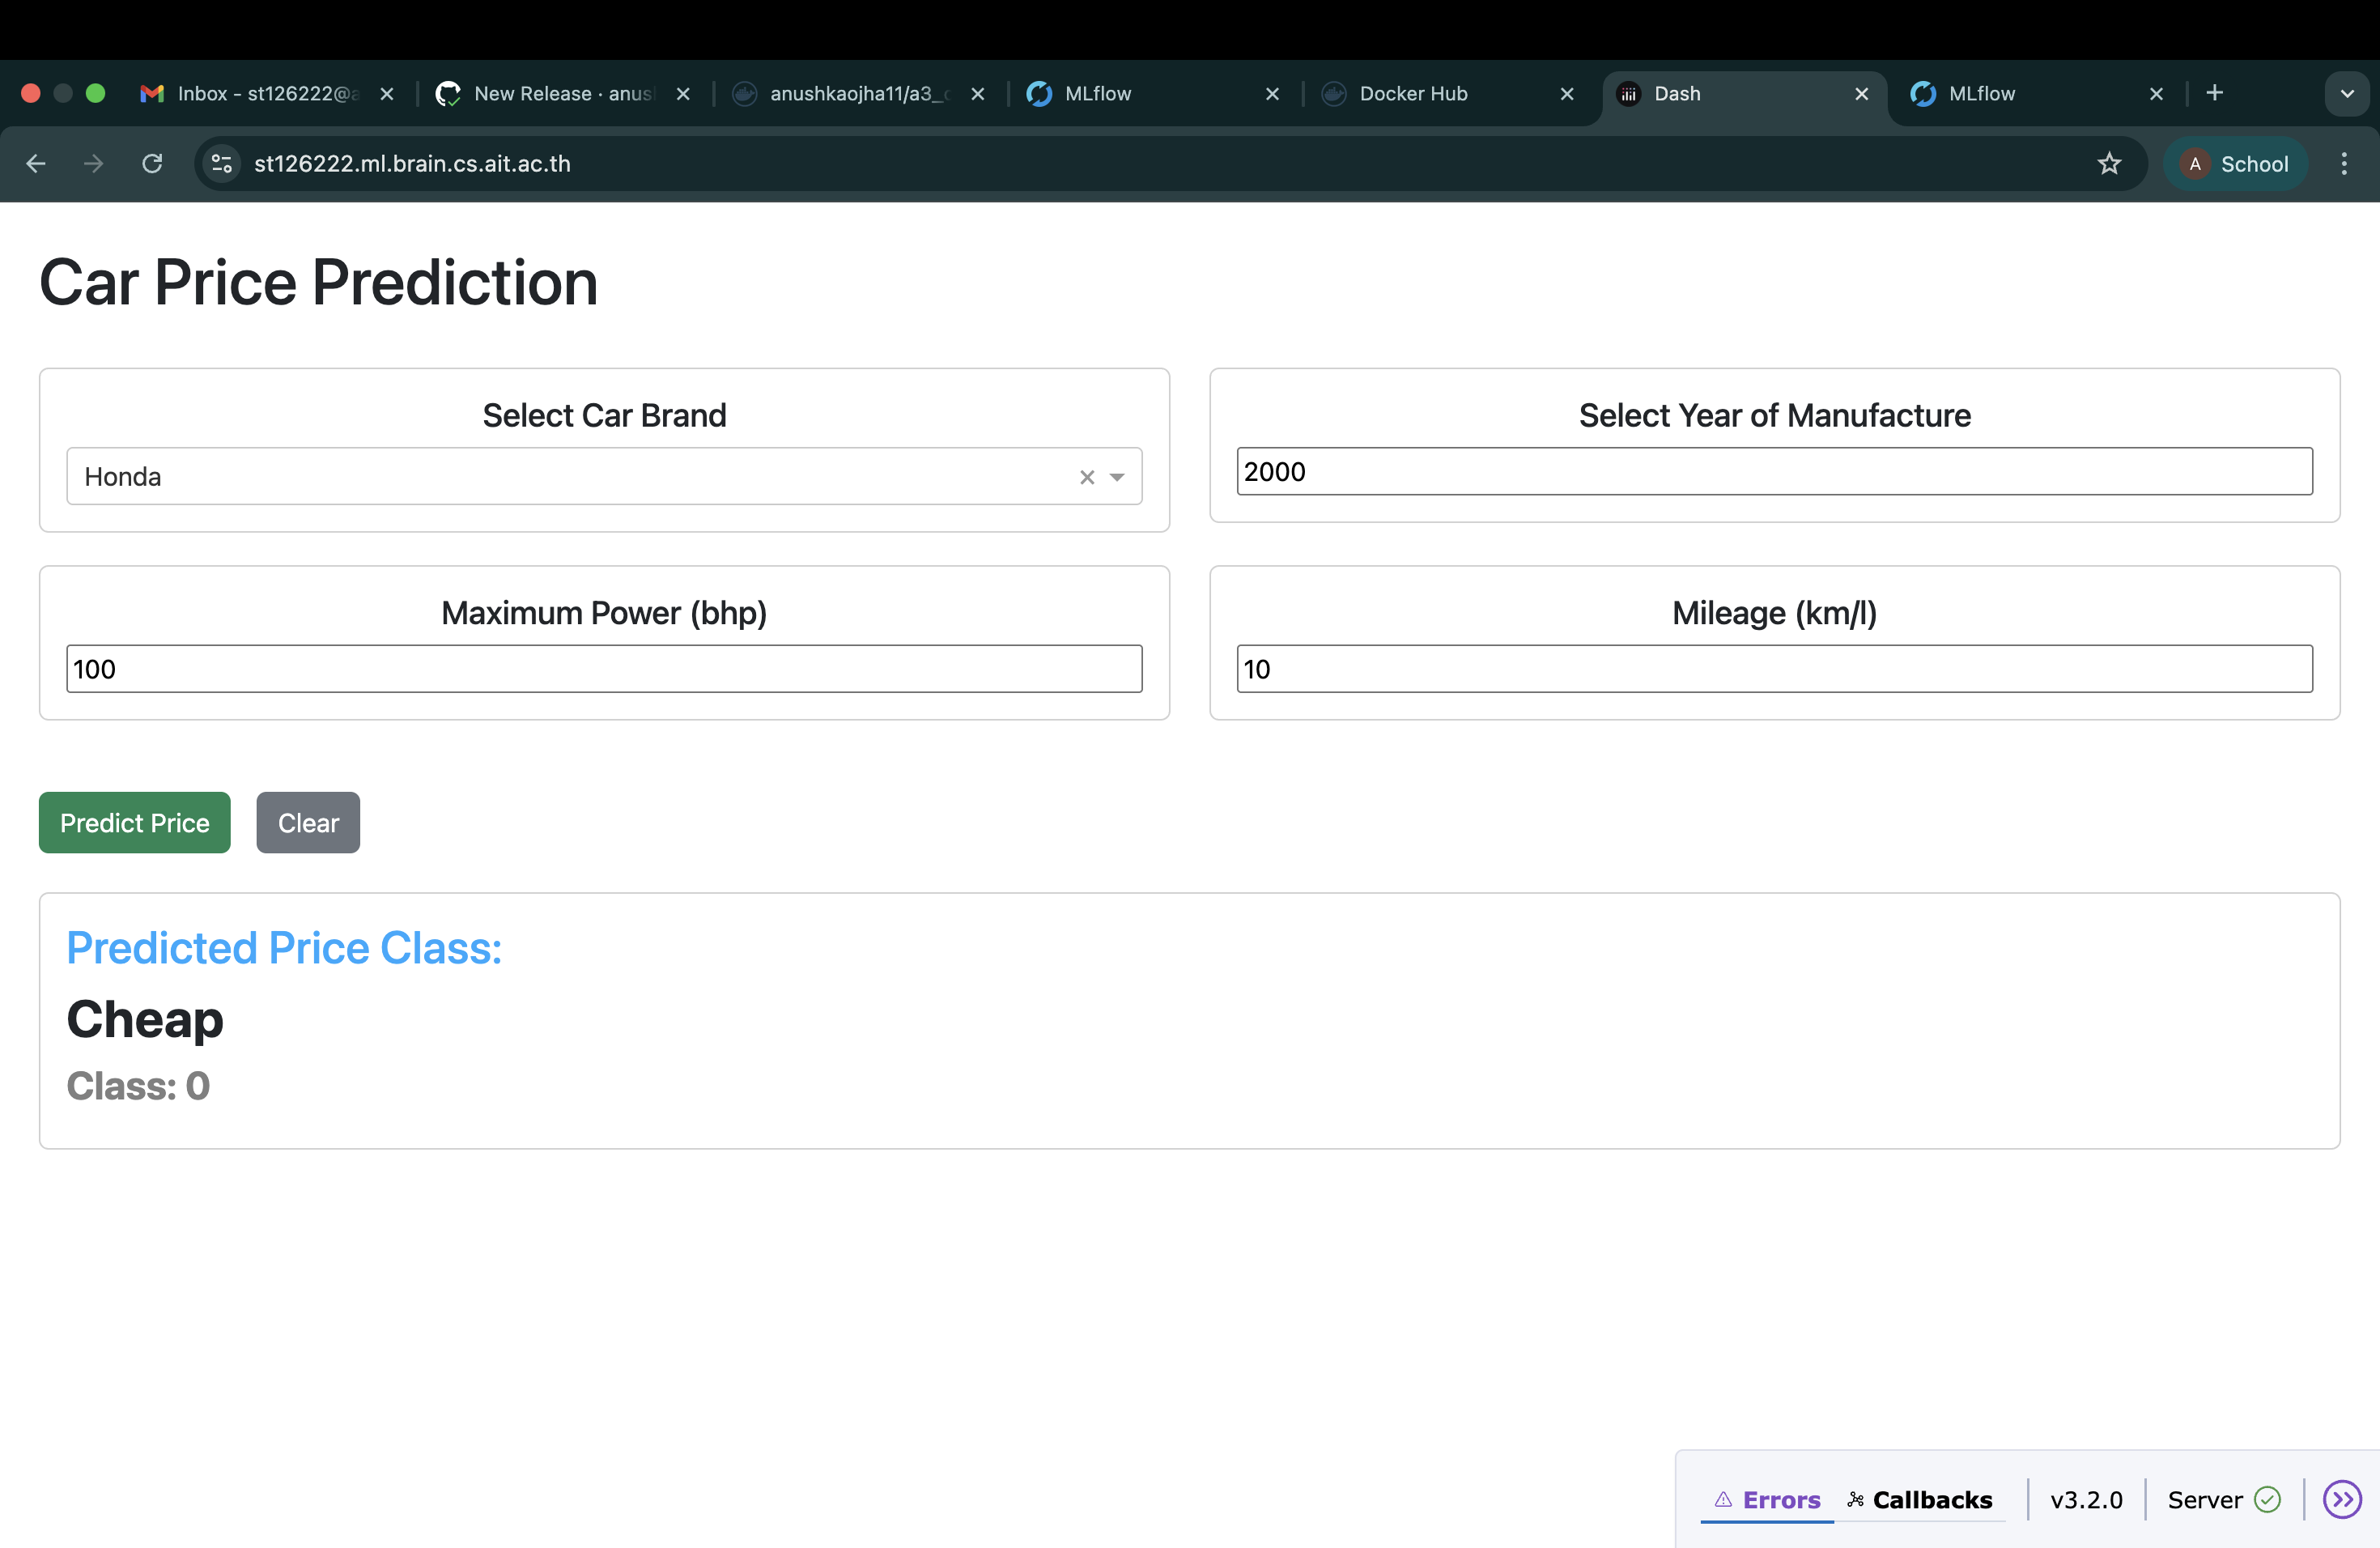 Inbox - st126222@a
New Release · anus
anushkaojha11/a3_c
MLflow
Docker Hub
Dash
MLflow
st126222.ml.brain.cs.ait.ac.th
A School
Car Price Prediction
Select Car Brand
Honda
Select Year of Manufacture
2000
Maximum Power (bhp)
100
Mileage (km/l)
10
Predict Price
Clear
Predicted Price Class:
Cheap
Class: 0
Errors
Callbacks
v3.2.0
Server